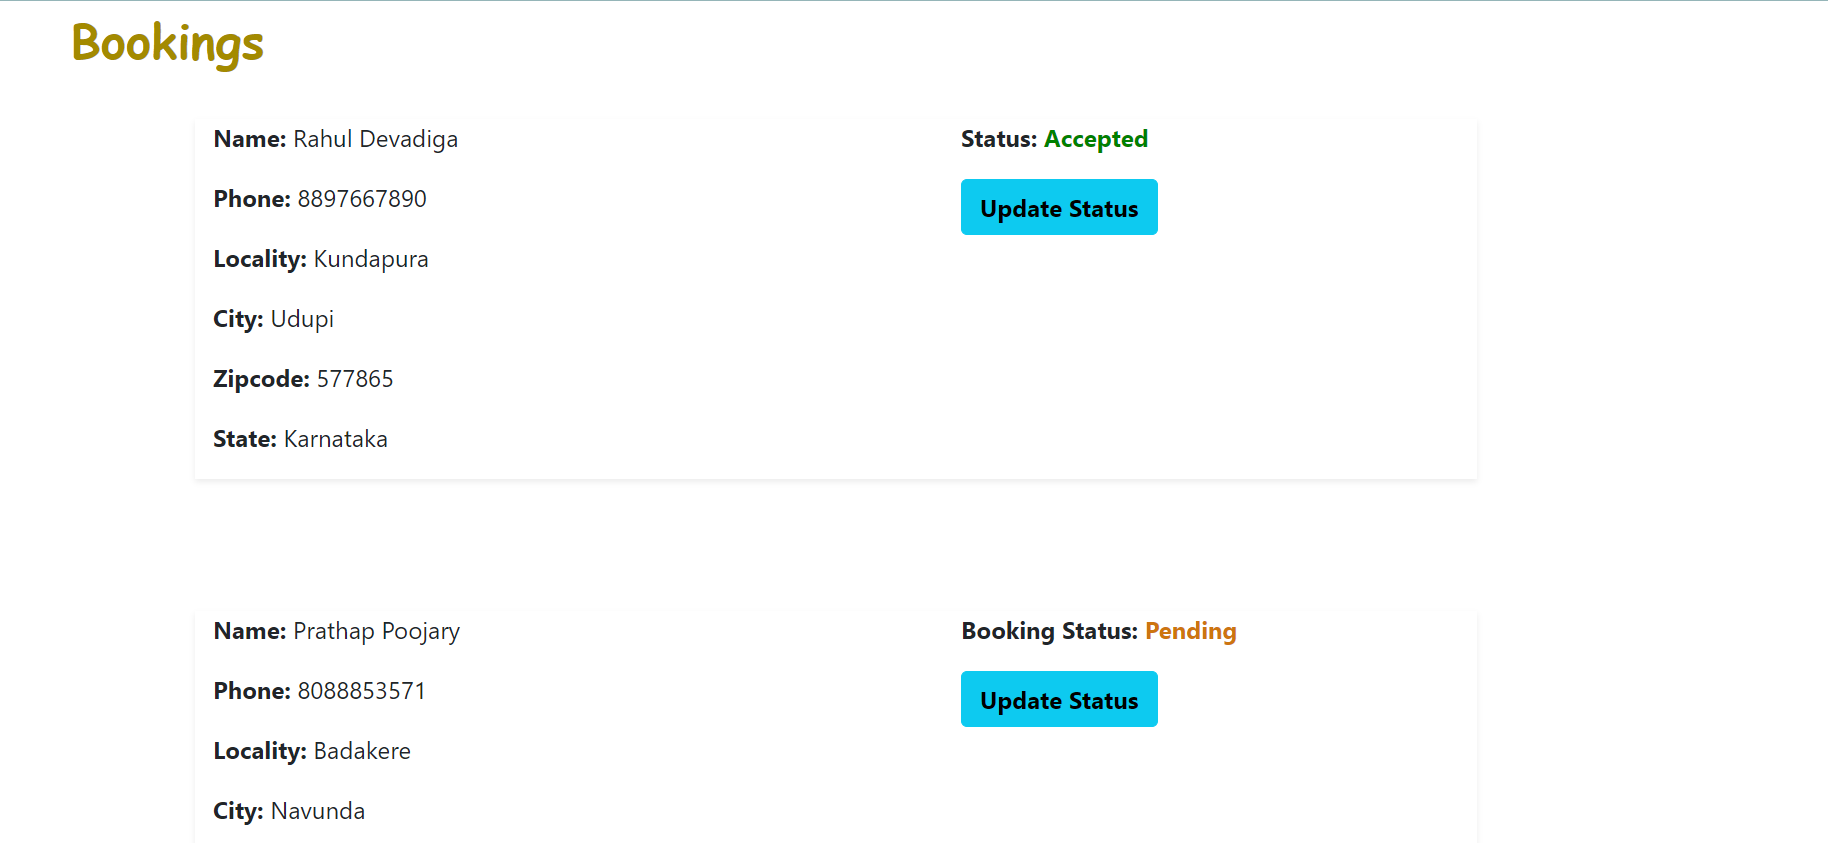 Bookings
Name: Rahul Devadiga
Phone: 8897667890
Locality: Kundapura
City: Udupi
Zipcode: 577865
State: Karnataka
Status: Accepted
Update Status
Name: Prathap Poojary
Phone: 8088853571
Locality: Badakere
City: Navunda
Booking Status: Pending
Update Status